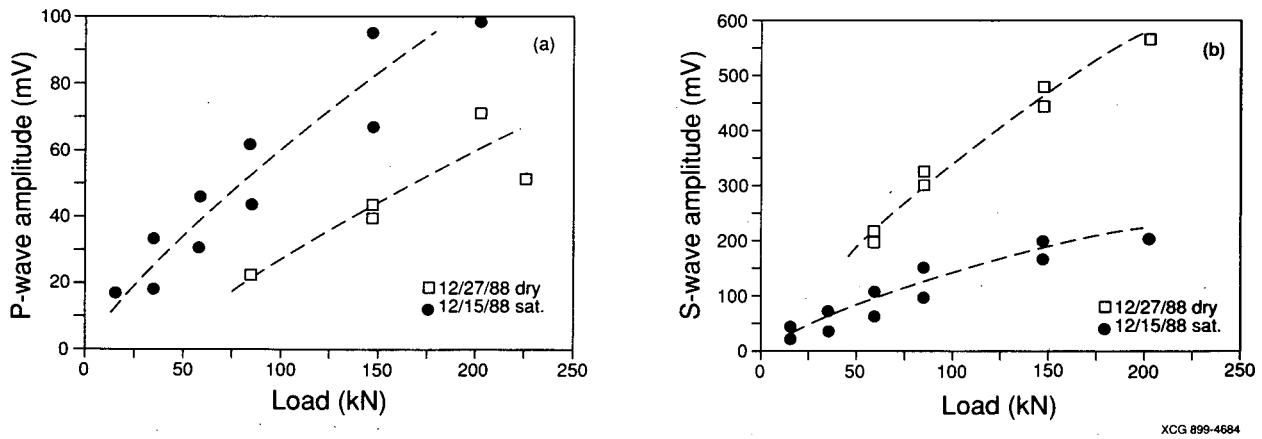 P-wave amplitude (mV)
100
80
60
40
20
0
(a)
12/27/88 dry
12/15/88 sat.
0 50 100 150 200 250
Load (kN)
S-wave amplitude (mV)
600
500
400
300
200
100
0
(b)
12/27/88 dry
12/15/88 sat.
0 50 100 150 200 250
Load (kN)
XCG 899-4684